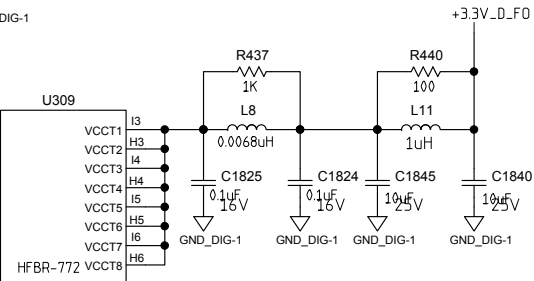 +3.3V_D_FO
DIG-1
R437
1K
R440
100
U309
L8
0.0068uH
L11
1uH
VCCT1 I3
VCCT2 H3
VCCT3 I4
VCCT4 H4
VCCT5 I5
VCCT6 H5
VCCT7 I6
VCCT8 H6
HFBR-772
C1825
0.1uF
16V
GND_DIG-1
C1824
0.1uF
16V
GND_DIG-1
C1845
10uF
25V
GND_DIG-1
C1840
10uF
25V
GND_DIG-1